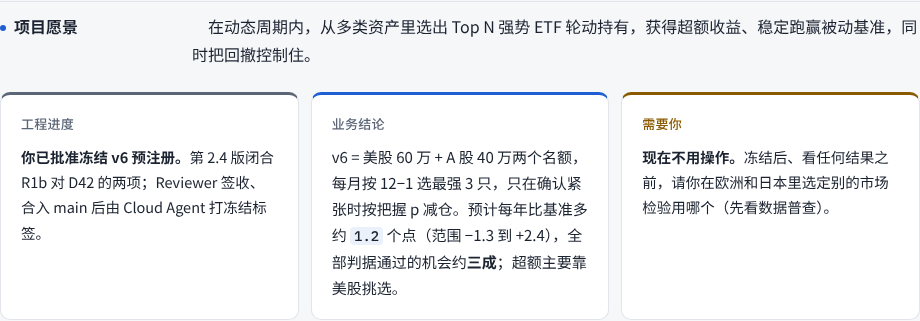 项目愿景
在动态周期内，从多类资产里选出 Top N 强势 ETF 轮动持有，获得超额收益、稳定跑赢被动基准，同
时把回撤控制住。
工程进度
你已批准冻结 v6 预注册。第 2.4 版闭合
R1b 对 D42 的两项；Reviewer 签收、
合入 main 后由 Cloud Agent 打冻结标
签。
业务结论
v6 = 美股 60 万 + A 股 40 万两个名额，
每月按 12−1 选最强 3 只，只在确认紧
张时按把握 p 减仓。预计每年比基准多
约 1.2 个点（范围 −1.3 到 +2.4），全
部判据通过的机会约三成；超额主要靠
美股挑选。
需要你
现在不用操作。冻结后、看任何结果之
前，请你在欧洲和日本里选定别的市场
检验用哪个（先看数据普查）。